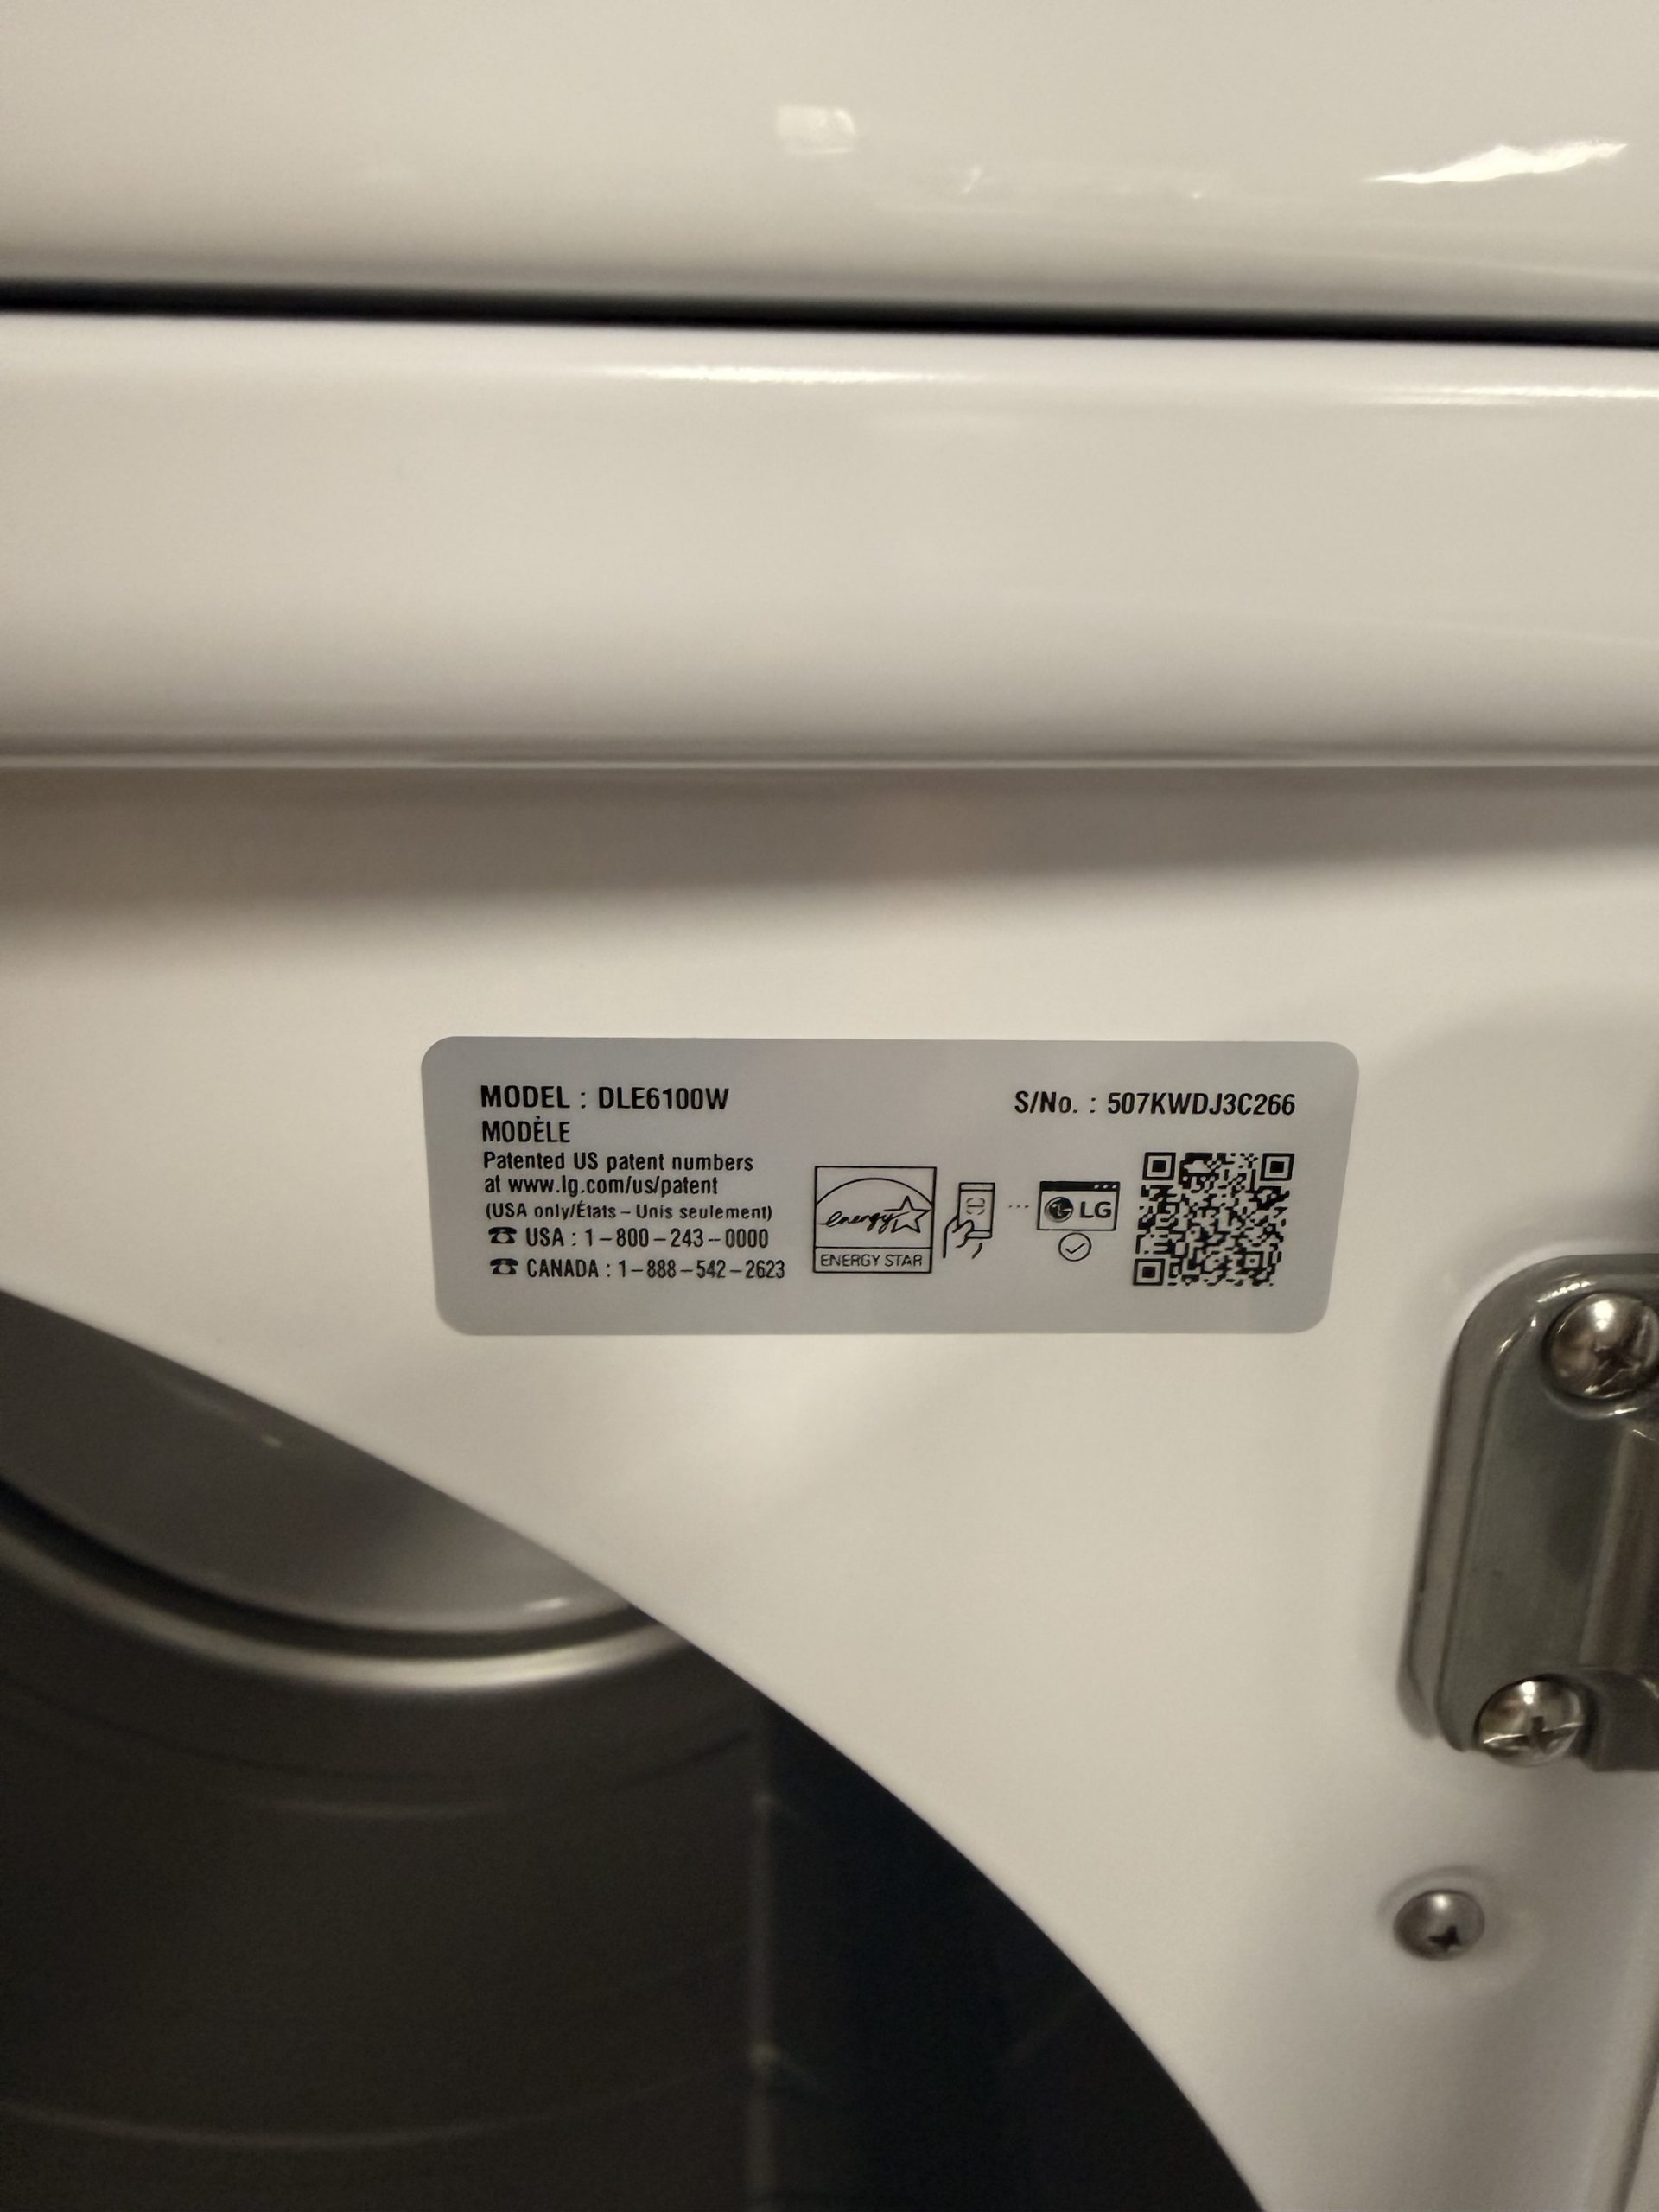 MODEL : DLE6100W
MODÈLE
S/No. : 507KWDJ3C266
Patented US patent numbers
at www.lg.com/us/patent
(USA only/États – Unis seulement)
☎ USA : 1–800–243–0000
☎ CANADA : 1–888–542–2623
energy
ENERGY STAR
LG